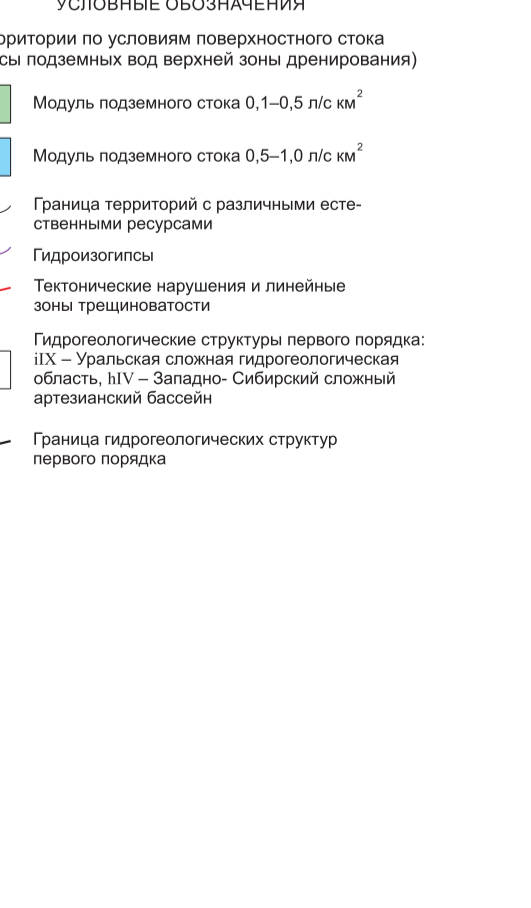 УСЛОВНЫЕ ОБОЗНАЧЕНИЯ
рритории по условиям поверхностного стока
сы подземных вод верхней зоны дренирования)
Модуль подземного стока 0,1–0,5 л/с км²
Модуль подземного стока 0,5–1,0 л/с км²
Граница территорий с различными есте-
ственными ресурсами
Гидроизогипсы
Тектонические нарушения и линейные
зоны трещиноватости
Гидрогеологические структуры первого порядка:
iIX – Уральская сложная гидрогеологическая
область, hIV – Западно- Сибирский сложный
артезианский бассейн
Граница гидрогеологических структур
первого порядка